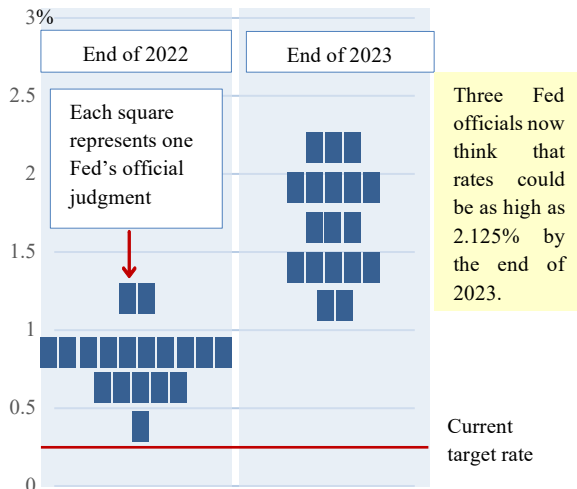 3%
End of 2022
End of 2023
2.5
Each square
represents one
Fed's official
judgment
Three Fed
officials now
think that
rates could
be as high as
2.125% by
the end of
2023.
2
1.5
1
0.5
Current
target rate
0